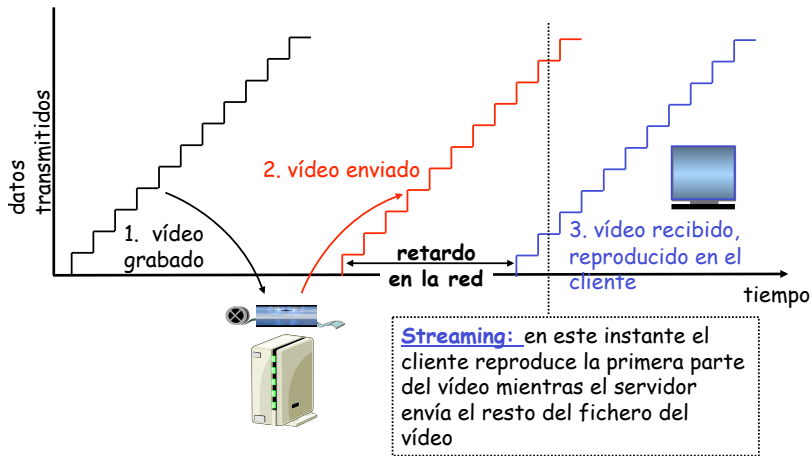 datos
transmitidos
1.  vídeo
grabado
2. vídeo enviado
retardo
en la red
3. vídeo recibido,
reproducido en el
cliente
tiempo
Streaming: en este instante el
cliente reproduce la primera parte
del vídeo mientras el servidor
envía el resto del fichero del
vídeo